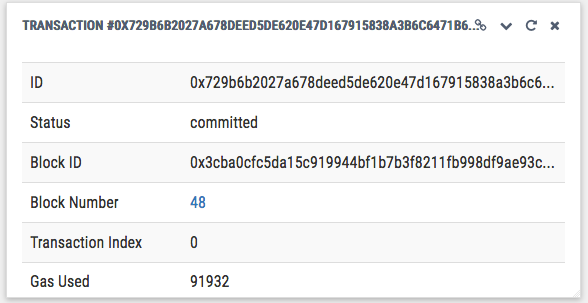 TRANSACTION #0X729B6B2027A678DEED5DE620E47D167915838A3B6C6471B6...
ID 0x729b6b2027a678deed5de620e47d167915838a3b6c6...
Status committed
Block ID 0x3cba0cfc5da15c919944bf1b7b3f8211fb998df9ae93c...
Block Number 48
Transaction Index 0
Gas Used 91932